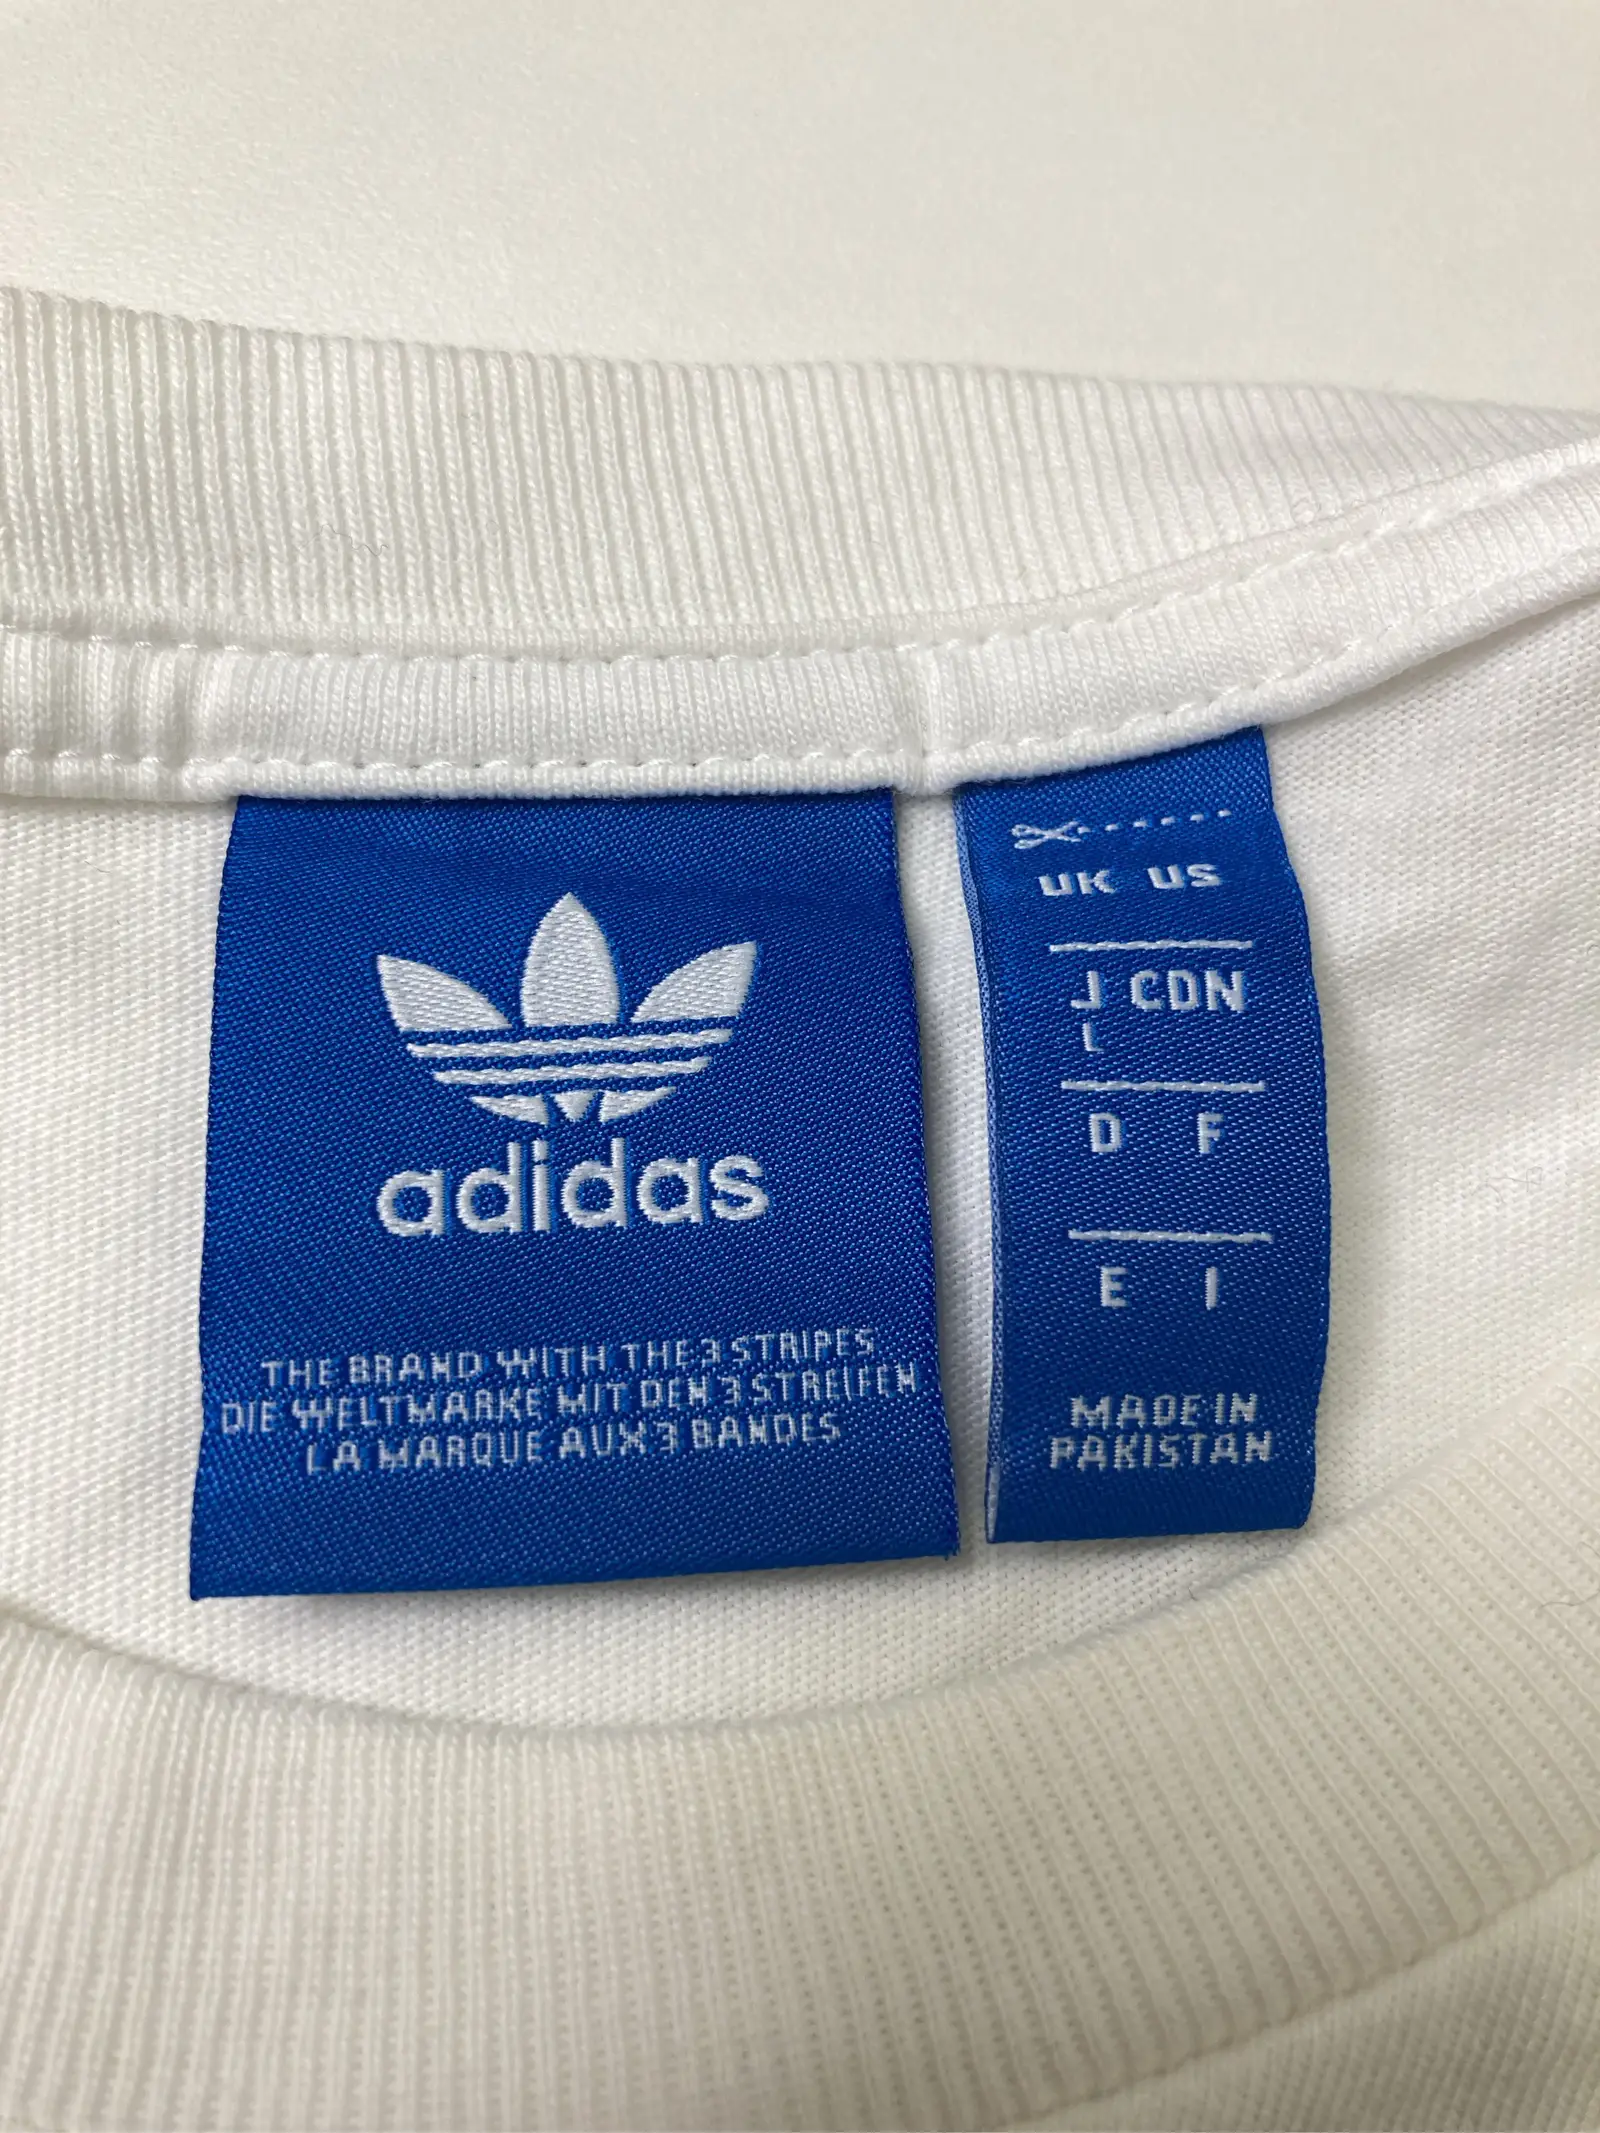 adidas
THE BRAND WITH THE 3 STRIPES
DIE WELTMARKE MIT DEN 3 STREIFEN
LA MARQUE AUX 3 BANDES
UK US
J CDN
L
D F
E I
MADE IN
PAKISTAN